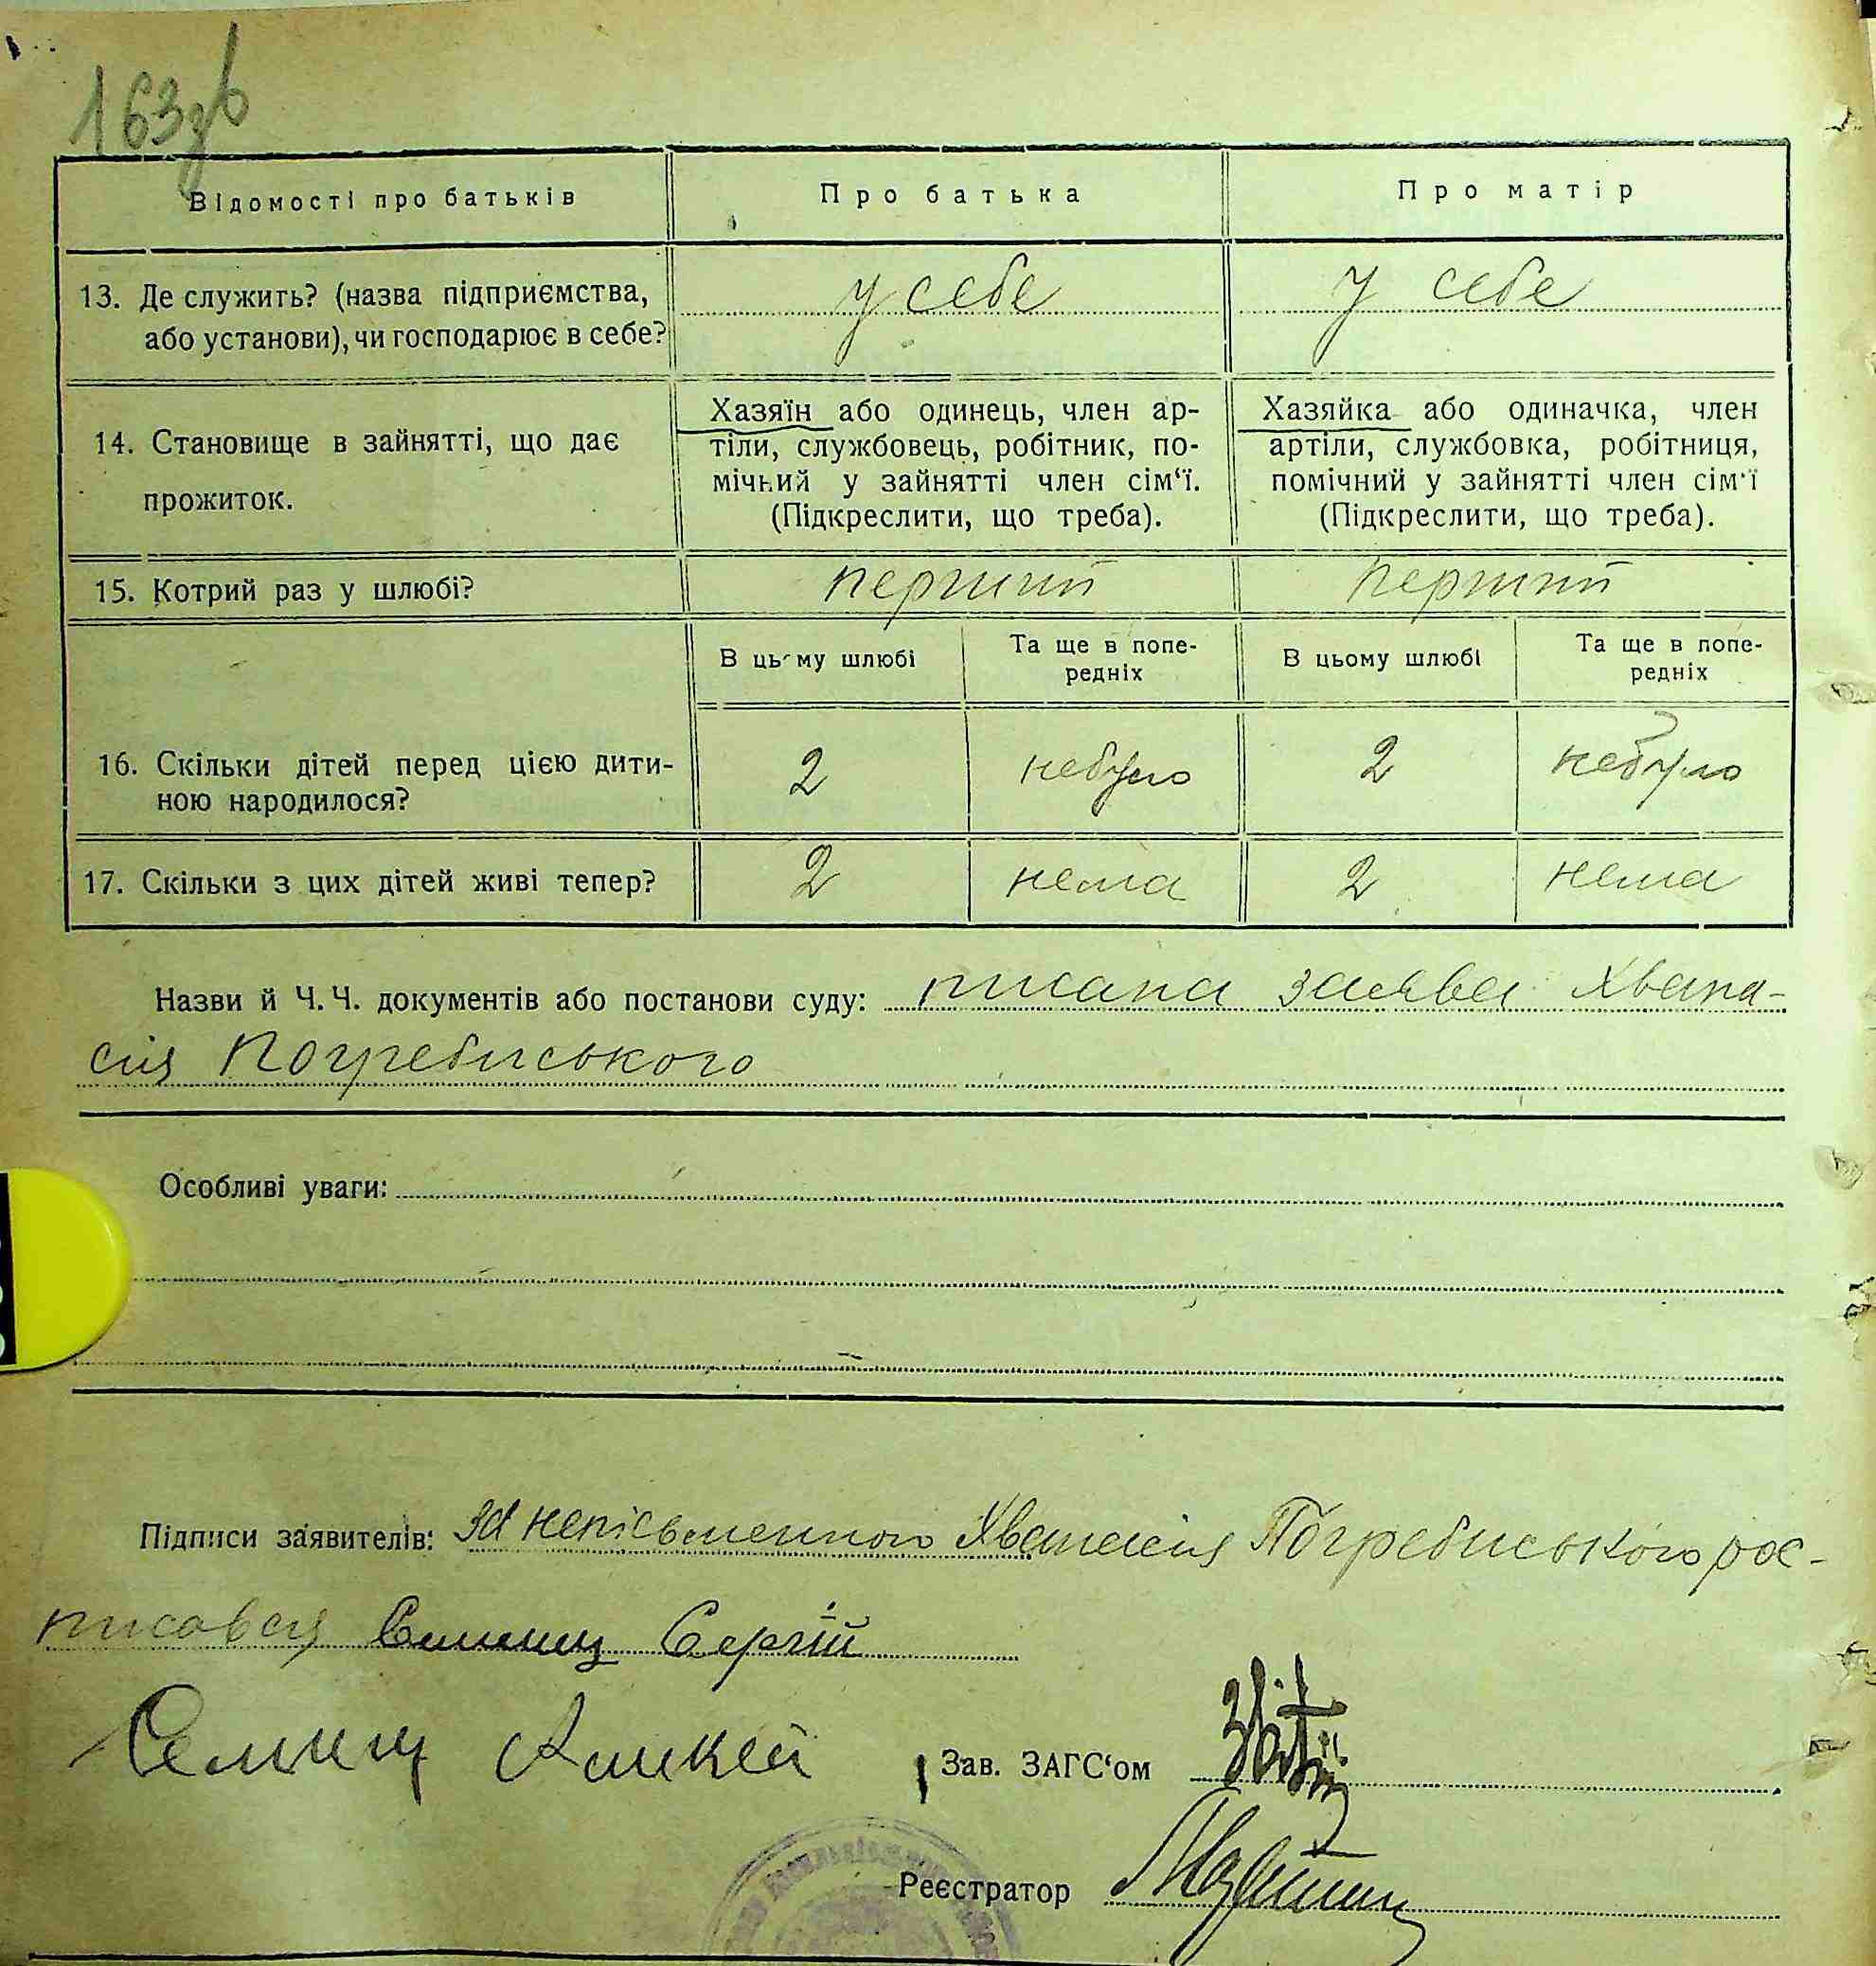 163зв
Відомості про батьків
Про батька
Про матір
13. Де служить? (назва підприємства,
або установи), чи господарює в себе?
у себе
у себе
14. Становище в зайнятті, що дає
прожиток.
Хазяїн або одинець, член ар-
тіли, службовець, робітник, по-
мічний у зайнятті член сім‘ї.
(Підкреслити, що треба).
Хазяйка або одиначка, член
артіли, службовка, робітниця,
помічний у зайнятті член сім‘ї
(Підкреслити, що треба).
15. Котрий раз у шлюбі?
перший
перший
В цьому шлюбі
Та ще в попе-
редніх
В цьому шлюбі
Та ще в попе-
редніх
16. Скільки дітей перед цією дити-
ною народилося?
2
небуло
2
небуло
17. Скільки з цих дітей живі тепер?
2
нема
2
нема
Назви й Ч. Ч. документів або постанови суду: писана заява Хвана-
сія Погребиського
Особливі уваги:
Підписи заявителів: за непісьменного Хванасія Погребиського рос-
писався Семинц Сергій
Семинц
Зав. ЗАГС‘ом
Реєстратор